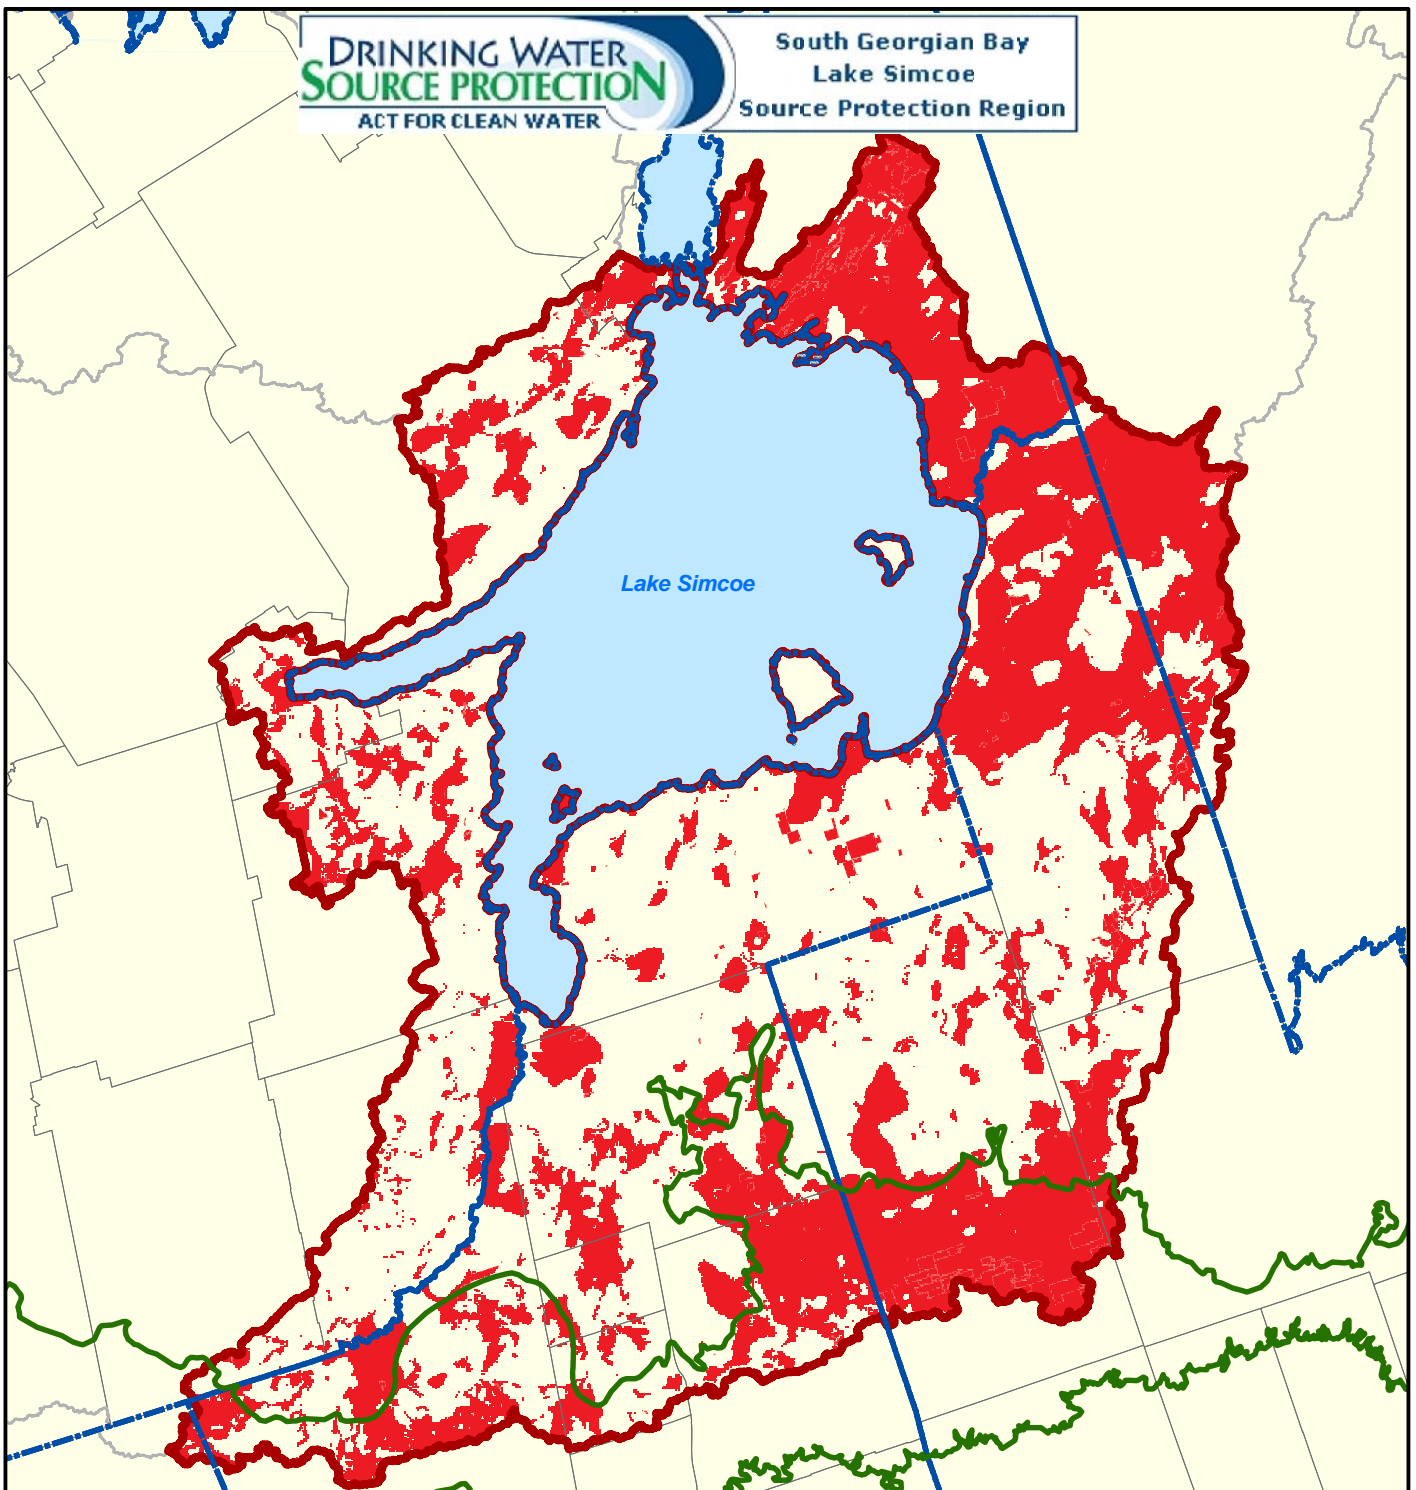 DRINKING WATER
SOURCE PROTECTION
ACT FOR CLEAN WATER
South Georgian Bay
Lake Simcoe
Source Protection Region
Lake Simcoe